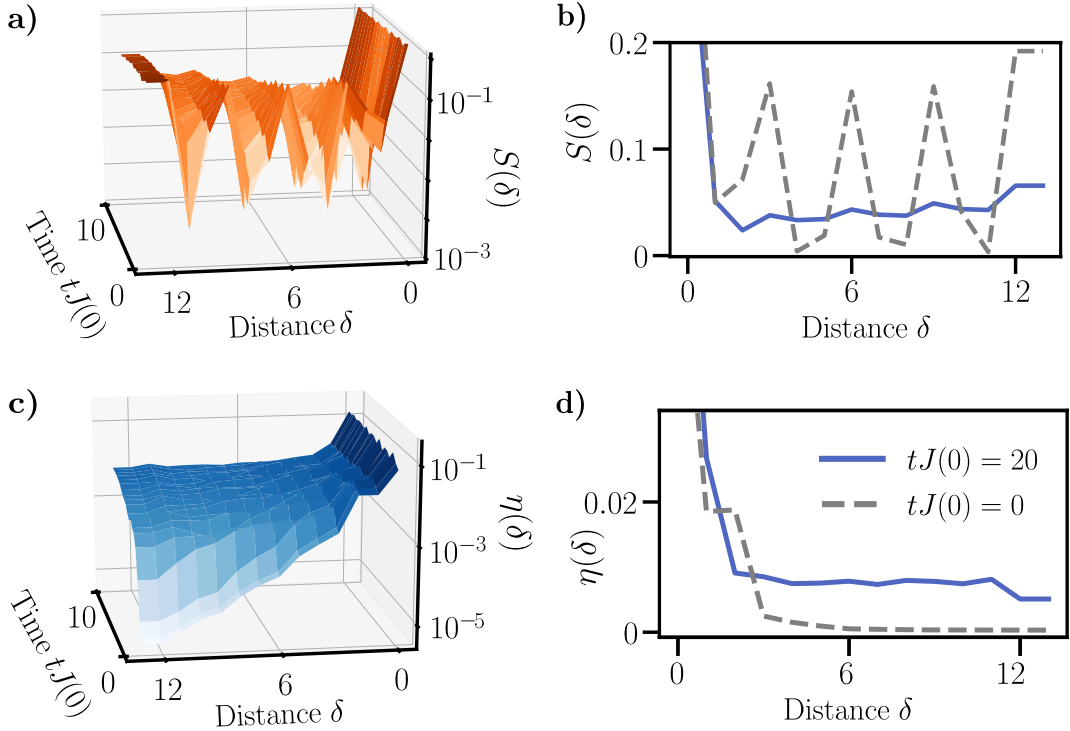 a)
10⁻¹
S(δ)
10⁻³
Time tJ(0)
10
0
12
6
0
Distance δ
b)
0.2
0.1
0
S(δ)
0
6
12
Distance δ
c)
10⁻¹
10⁻³
η(δ)
10⁻⁵
Time tJ(0)
10
0
12
6
0
Distance δ
d)
0.02
0
η(δ)
tJ(0) = 20
tJ(0) = 0
0
6
12
Distance δ